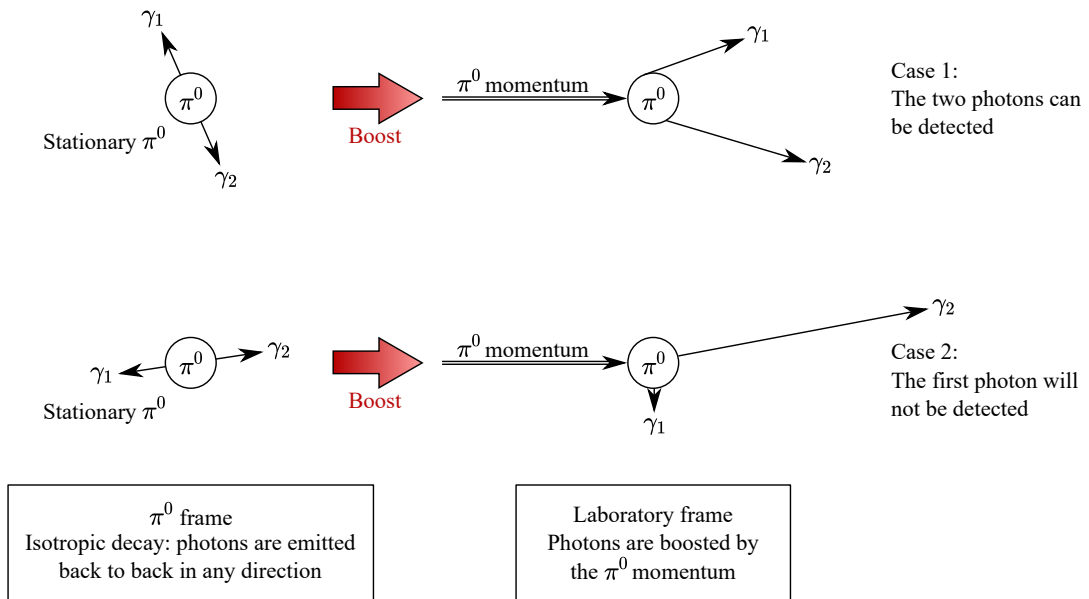 γ₁
π⁰
γ₂
Stationary π⁰
Boost
π⁰ momentum
π⁰
γ₁
γ₂
Case 1:
The two photons can
be detected
γ₁
π⁰
γ₂
Stationary π⁰
Boost
π⁰ momentum
π⁰
γ₁
γ₂
Case 2:
The first photon will
not be detected
π⁰ frame
Isotropic decay: photons are emitted
back to back in any direction
Laboratory frame
Photons are boosted by
the π⁰ momentum